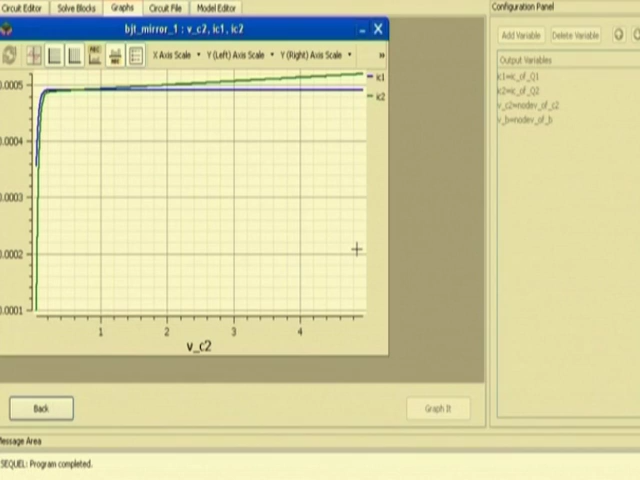 Circuit Editor Solve Blocks Graphs Circuit File Model Editor
Configuration Panel
bjt_mirror_1 : v_c2, ic1, ic2
Add Variable Delete Variable
X Axis Scale Y (Left) Axis Scale Y (Right) Axis Scale »
Output Variables
ic1=ic_of_Q1
ic2=ic_of_Q2
v_c2=nodev_of_c2
v_b=nodev_of_b
ic1
ic2
0.0005
0.0004
0.0003
0.0002
0.0001
1 2 3 4
v_c2
Back Graph It
Message Area
SEQUEL: Program completed.